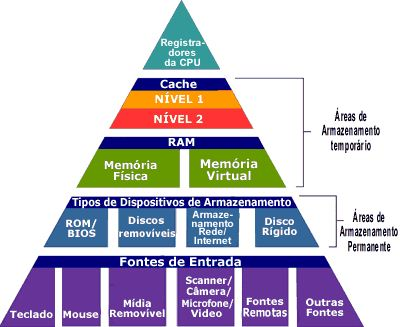 Registra-
dores
da CPU
Cache
NÍVEL 1
NÍVEL 2
Áreas de
Armazenamento
temporário
RAM
Memória
Física
Memória
Virtual
Tipos de Dispositivos de Armazenamento
ROM/
BIOS
Discos
removíveis
Armaze-
namento
Rede/
Internet
Disco
Rígido
Áreas de
Armazenamento
Permanente
Fontes de Entrada
Teclado
Mouse
Mídia
Removível
Scanner/
Câmera/
Microfone/
Video
Fontes
Remotas
Outras
Fontes